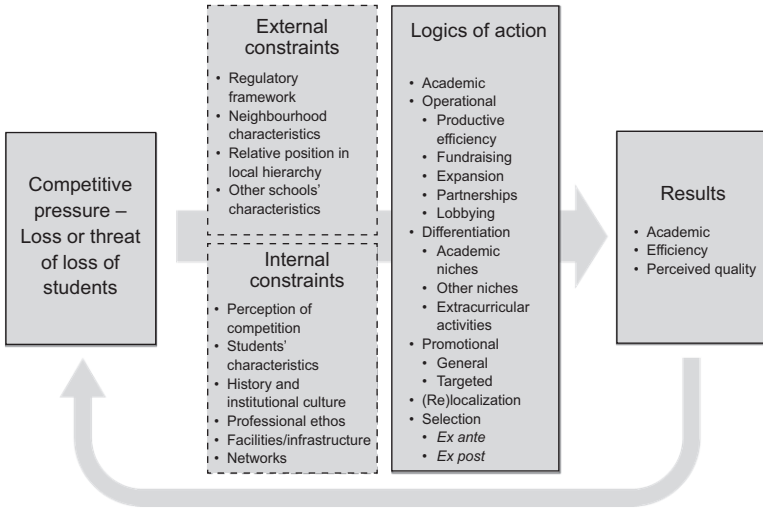 Competitive
pressure –
Loss or threat
of loss of
students
External
constraints
• Regulatory
framework
• Neighbourhood
characteristics
• Relative position in
local hierarchy
• Other schools’
characteristics
Internal
constraints
• Perception of
competition
• Students’
characteristics
• History and
institutional culture
• Professional ethos
• Facilities/infrastructure
• Networks
Logics of action
• Academic
• Operational
• Productive
efficiency
• Fundraising
• Expansion
• Partnerships
• Lobbying
• Differentiation
• Academic
niches
• Other niches
• Extracurricular
activities
• Promotional
• General
• Targeted
• (Re)localization
• Selection
• Ex ante
• Ex post
Results
• Academic
• Efficiency
• Perceived quality